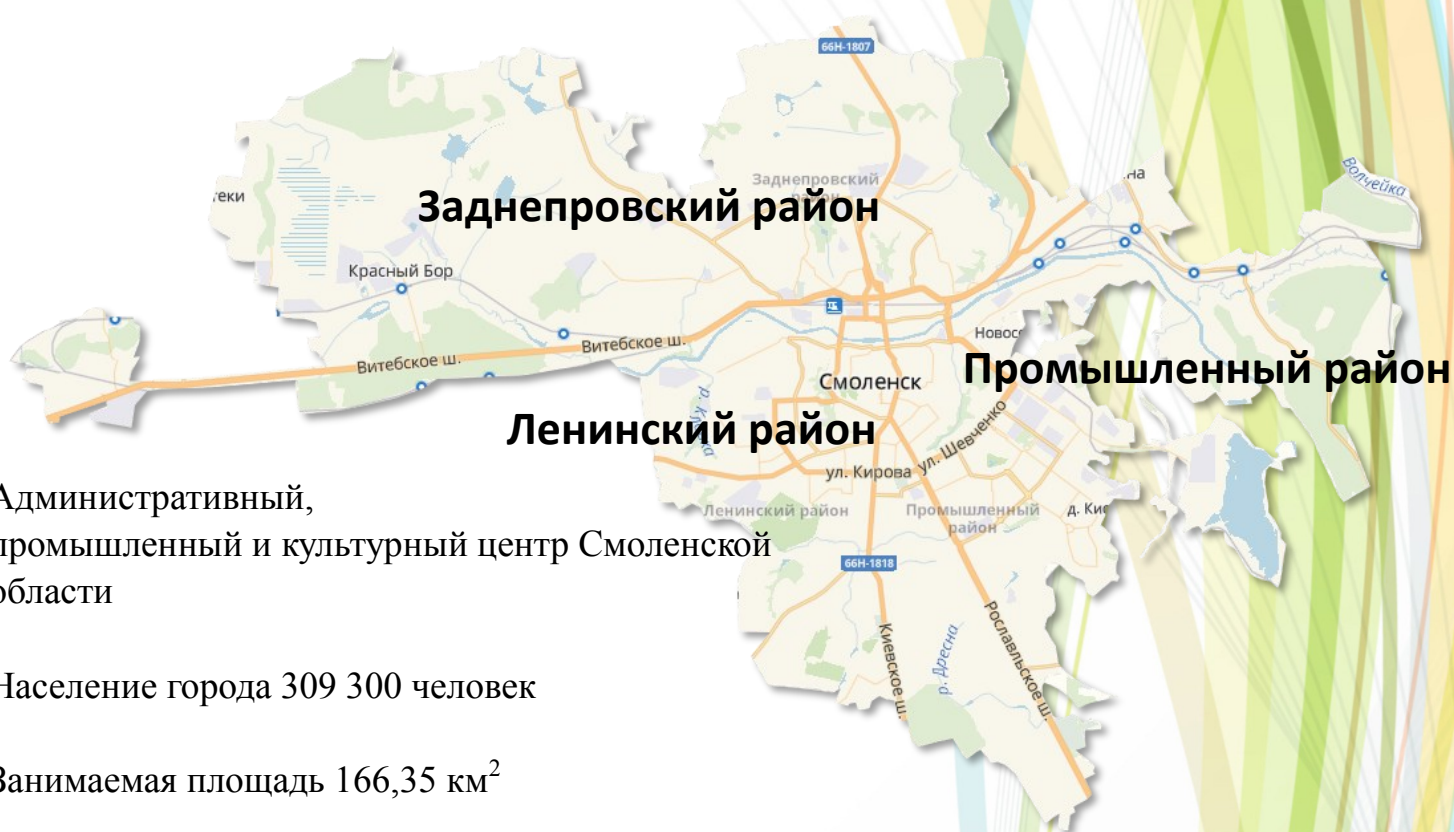 66Н-1807
Волчейка
Заднепровский
район
Заднепровский район
Красный Бор
Витебское ш.
Витебское ш.
Смоленск
Промышленный район
Ленинский район
ул. Шевченко
ул. Кирова
Ленинский район
Промышленный
район
Административный,
промышленный и культурный центр Смоленской
области
66Н-1818
Киевское ш.
р. Дресна
Рославльское ш.
Население города 309 300 человек
Занимаемая площадь 166,35 км²